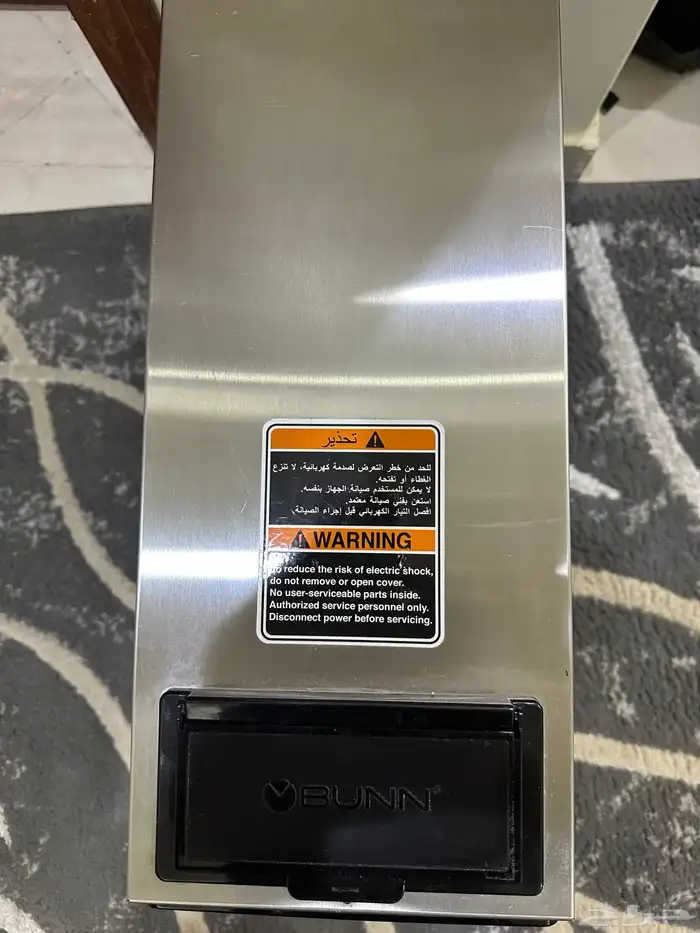 تحذير
للحد من خطر التعرض لصدمة كهربائية، لا تنزع
الغطاء أو تفتحه.
لا يمكن للمستخدم صيانة الجهاز بنفسه.
استعن بفني صيانة معتمد.
افصل التيار الكهربائي قبل إجراء الصيانة.
WARNING
To reduce the risk of electric shock,
do not remove or open cover.
No user-serviceable parts inside.
Authorized service personnel only.
Disconnect power before servicing.
BUNN®
حراج